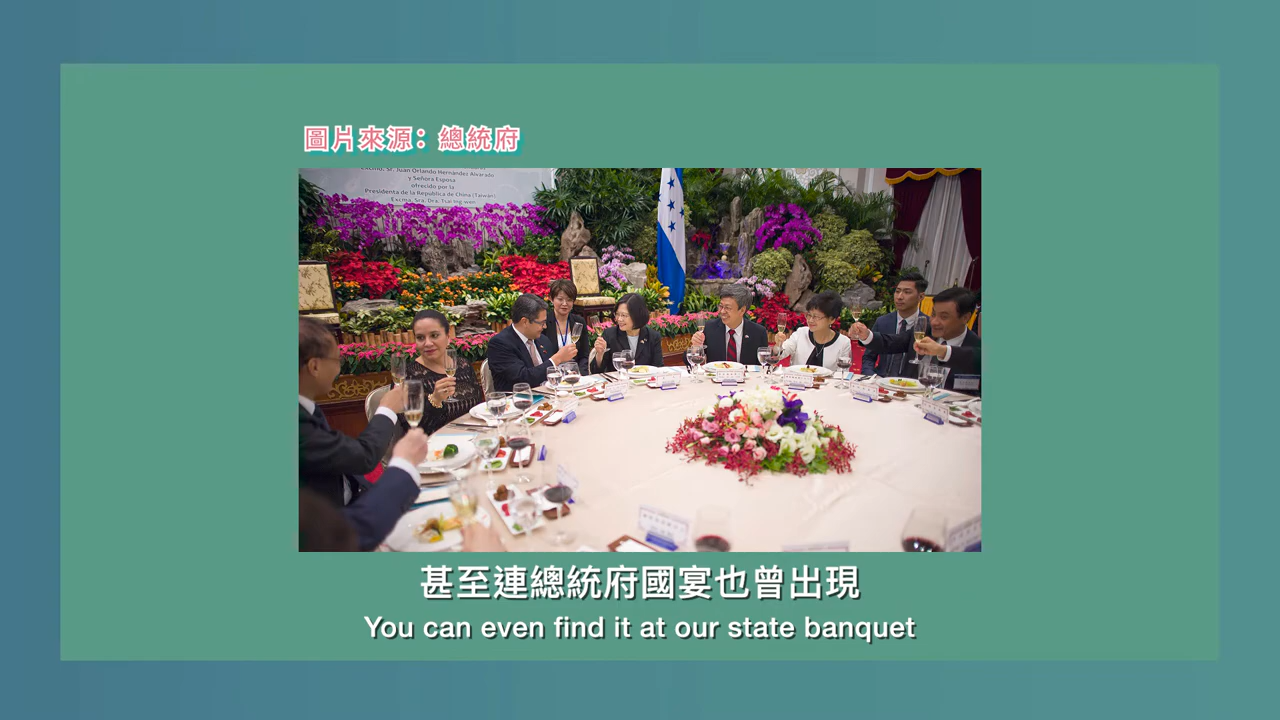 圖片來源：總統府
Excmo. Sr. Juan Orlando Hernández Alvarado
y Señora Esposa
ofrecido por la
Presidenta de la República de China (Taiwan)
Excma. Sra. Dra. Tsai Ing-wen
甚至連總統府國宴也曾出現
You can even find it at our state banquet